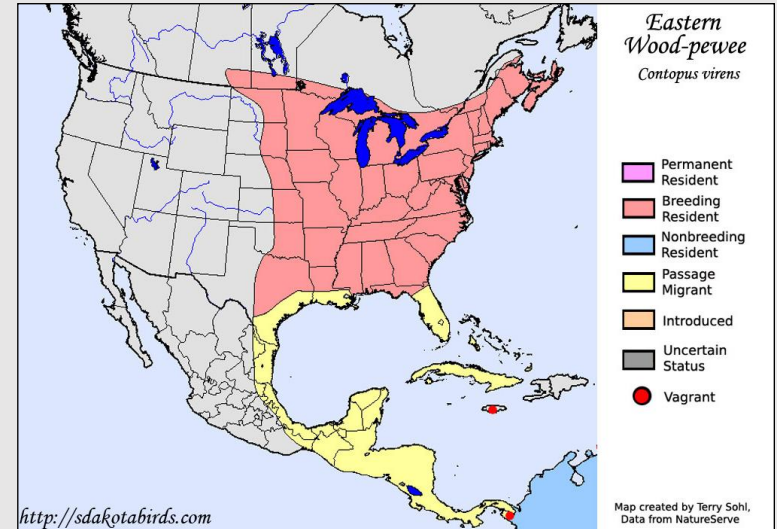 Eastern
Wood-pewee
Contopus virens
Permanent
Resident
Breeding
Resident
Nonbreeding
Resident
Passage
Migrant
Introduced
Uncertain
Status
Vagrant
http://sdakotabirds.com
Map created by Terry Sohl,
Data from NatureServe